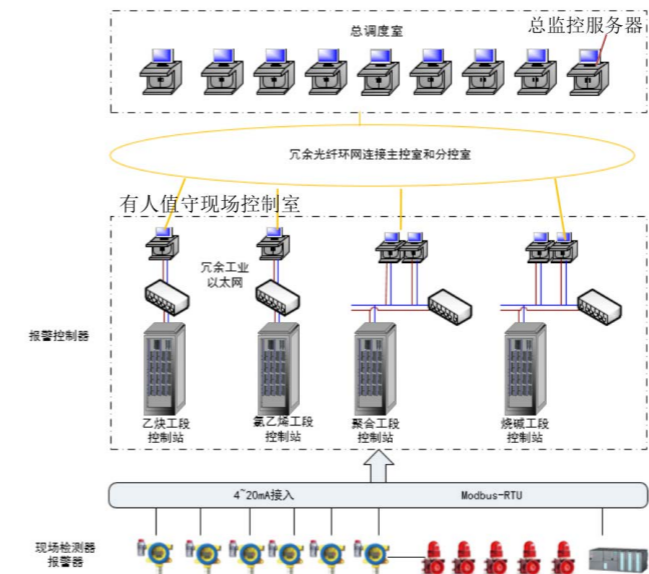 总调度室
总监控服务器
冗余光纤环网连接主控室和分控室
有人值守现场控制室
冗余工业
以太网
报警控制器
乙炔工段
控制站
氯乙烯工段
控制站
聚合工段
控制站
烧碱工段
控制站
4~20mA接入
Modbus-RTU
现场检测器
报警器